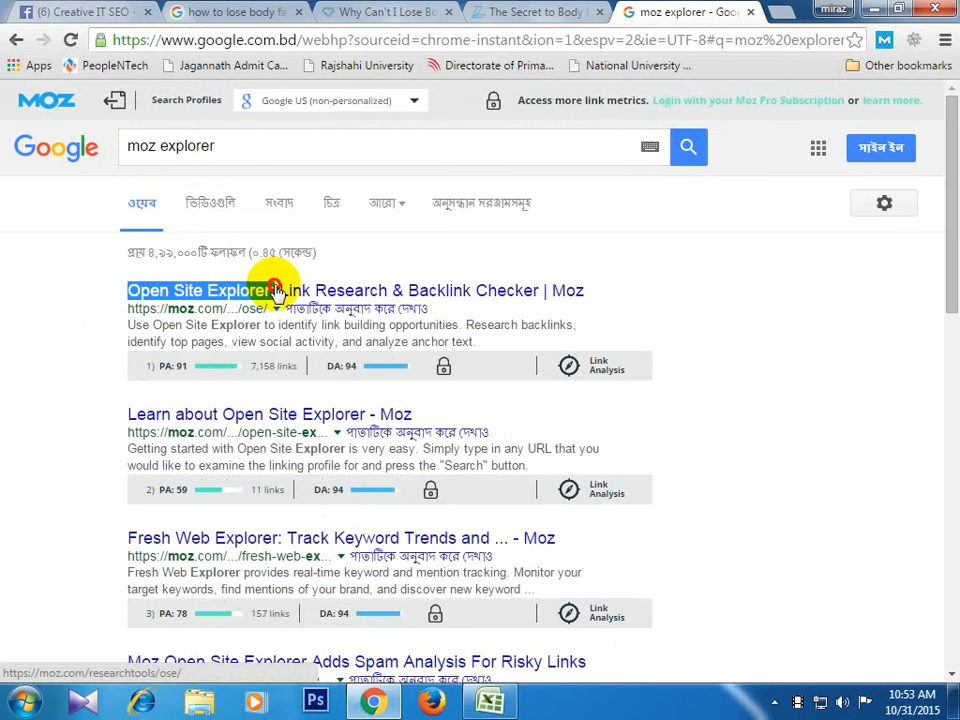 (6) Creative IT SEO -
how to lose body fa
Why Can't I Lose Bo
The Secret to Body
moz explorer - Goo
miraz
https://www.google.com.bd/webhp?sourceid=chrome-instant&ion=1&espv=2&ie=UTF-8#q=moz%20explorer
Apps
PeopleNTech
Jagannath Admit Ca...
Rajshahi University
Directorate of Prima...
National University ...
Other bookmarks
MOZ
Search Profiles
Google US (non-personalized)
Access more link metrics. Login with your Moz Pro Subscription or learn more.
Google
moz explorer
সাইন ইন
ওয়েব
ভিডিওগুলি
সংবাদ
চিত্র
আরো
অনুসন্ধান সরঞ্জামসমূহ
প্রায় ৪,৯৯,০০০টি ফলাফল (০.৪৫ সেকেন্ড)
Open Site Explorer: Link Research & Backlink Checker | Moz
https://moz.com/.../ose/ পাতাটিকে অনুবাদ করে দেখাও
Use Open Site Explorer to identify link building opportunities. Research backlinks,
identify top pages, view social activity, and analyze anchor text.
1) PA: 91 7,158 links DA: 94 Link Analysis
Learn about Open Site Explorer - Moz
https://moz.com/.../open-site-ex... পাতাটিকে অনুবাদ করে দেখাও
Getting started with Open Site Explorer is very easy. Simply type in any URL that you
would like to examine the linking profile for and press the "Search" button.
2) PA: 59 11 links DA: 94 Link Analysis
Fresh Web Explorer: Track Keyword Trends and ... - Moz
https://moz.com/.../fresh-web-ex... পাতাটিকে অনুবাদ করে দেখাও
Fresh Web Explorer provides real-time keyword and mention tracking. Monitor your
target keywords, find mentions of your brand, and discover new keyword ...
3) PA: 78 157 links DA: 94 Link Analysis
Moz Open Site Explorer Adds Spam Analysis For Risky Links
https://moz.com/researchtools/ose/
Ps
10:53 AM
10/31/2015